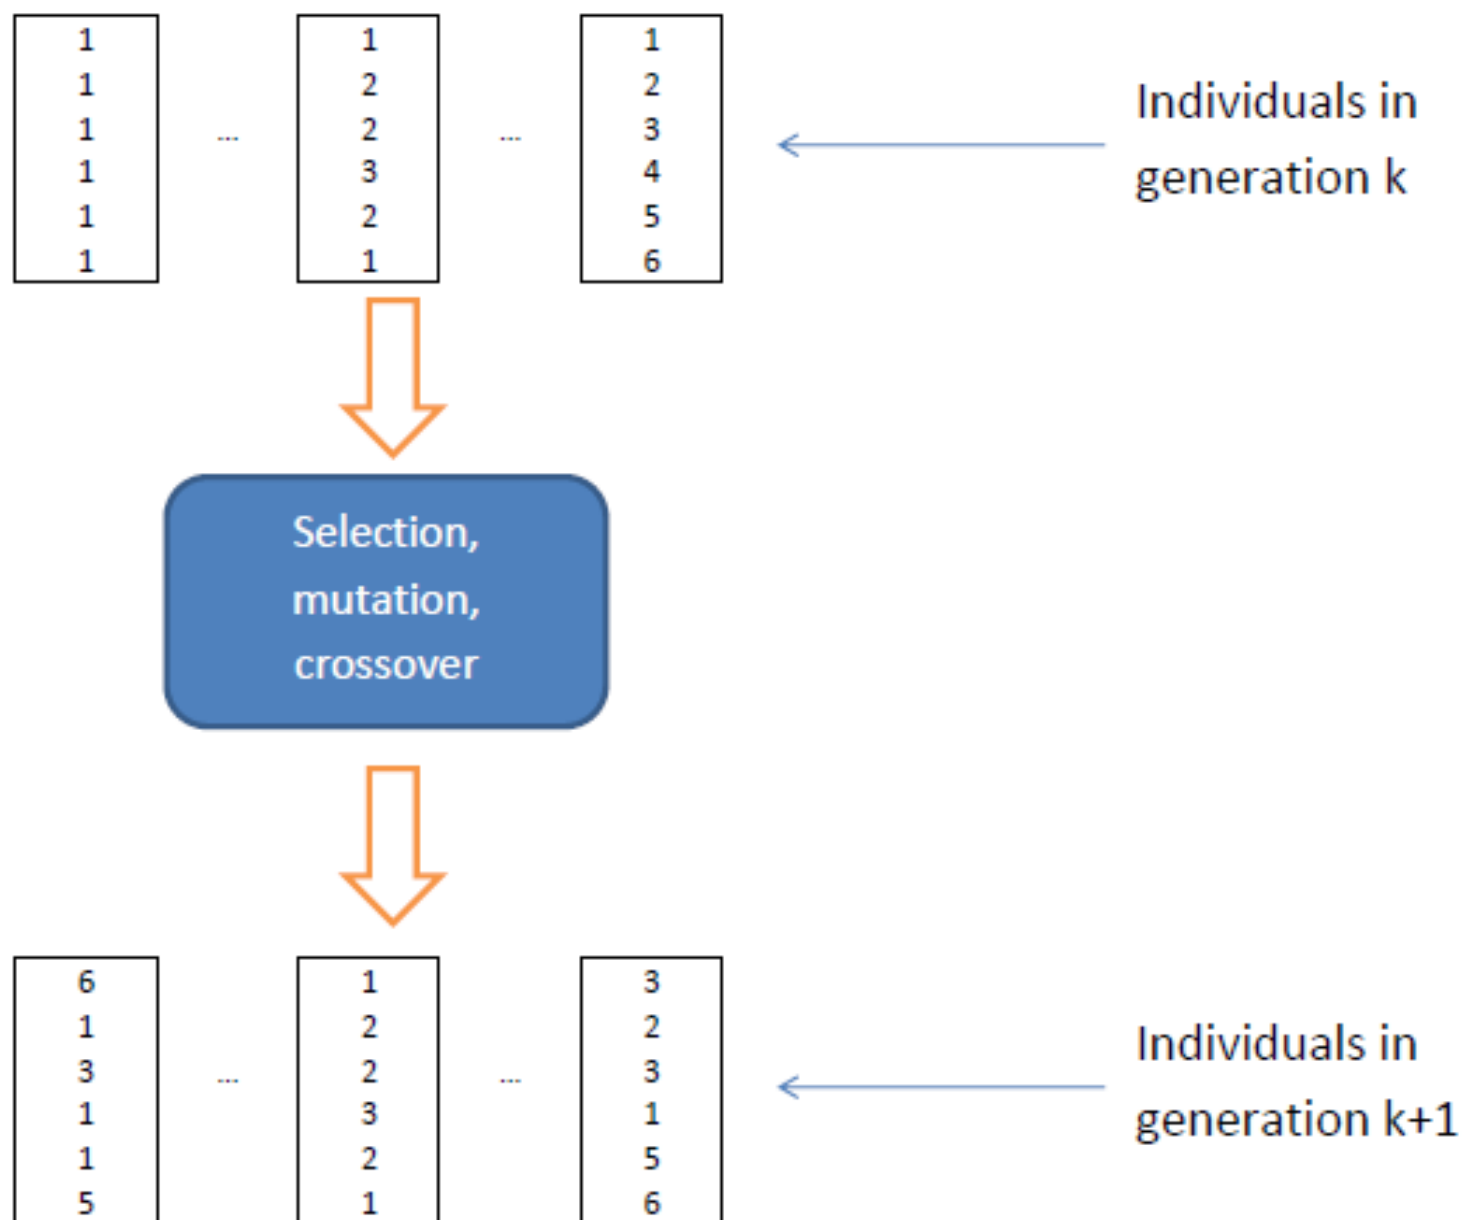 1 1 1
1 2 2
1 ... 2 ... 3
1 3 4
1 2 5
1 1 6
Individuals in
generation k
Selection,
mutation,
crossover
6 1 3
1 2 2
3 ... 2 ... 3
1 3 1
1 2 5
5 1 6
Individuals in
generation k+1